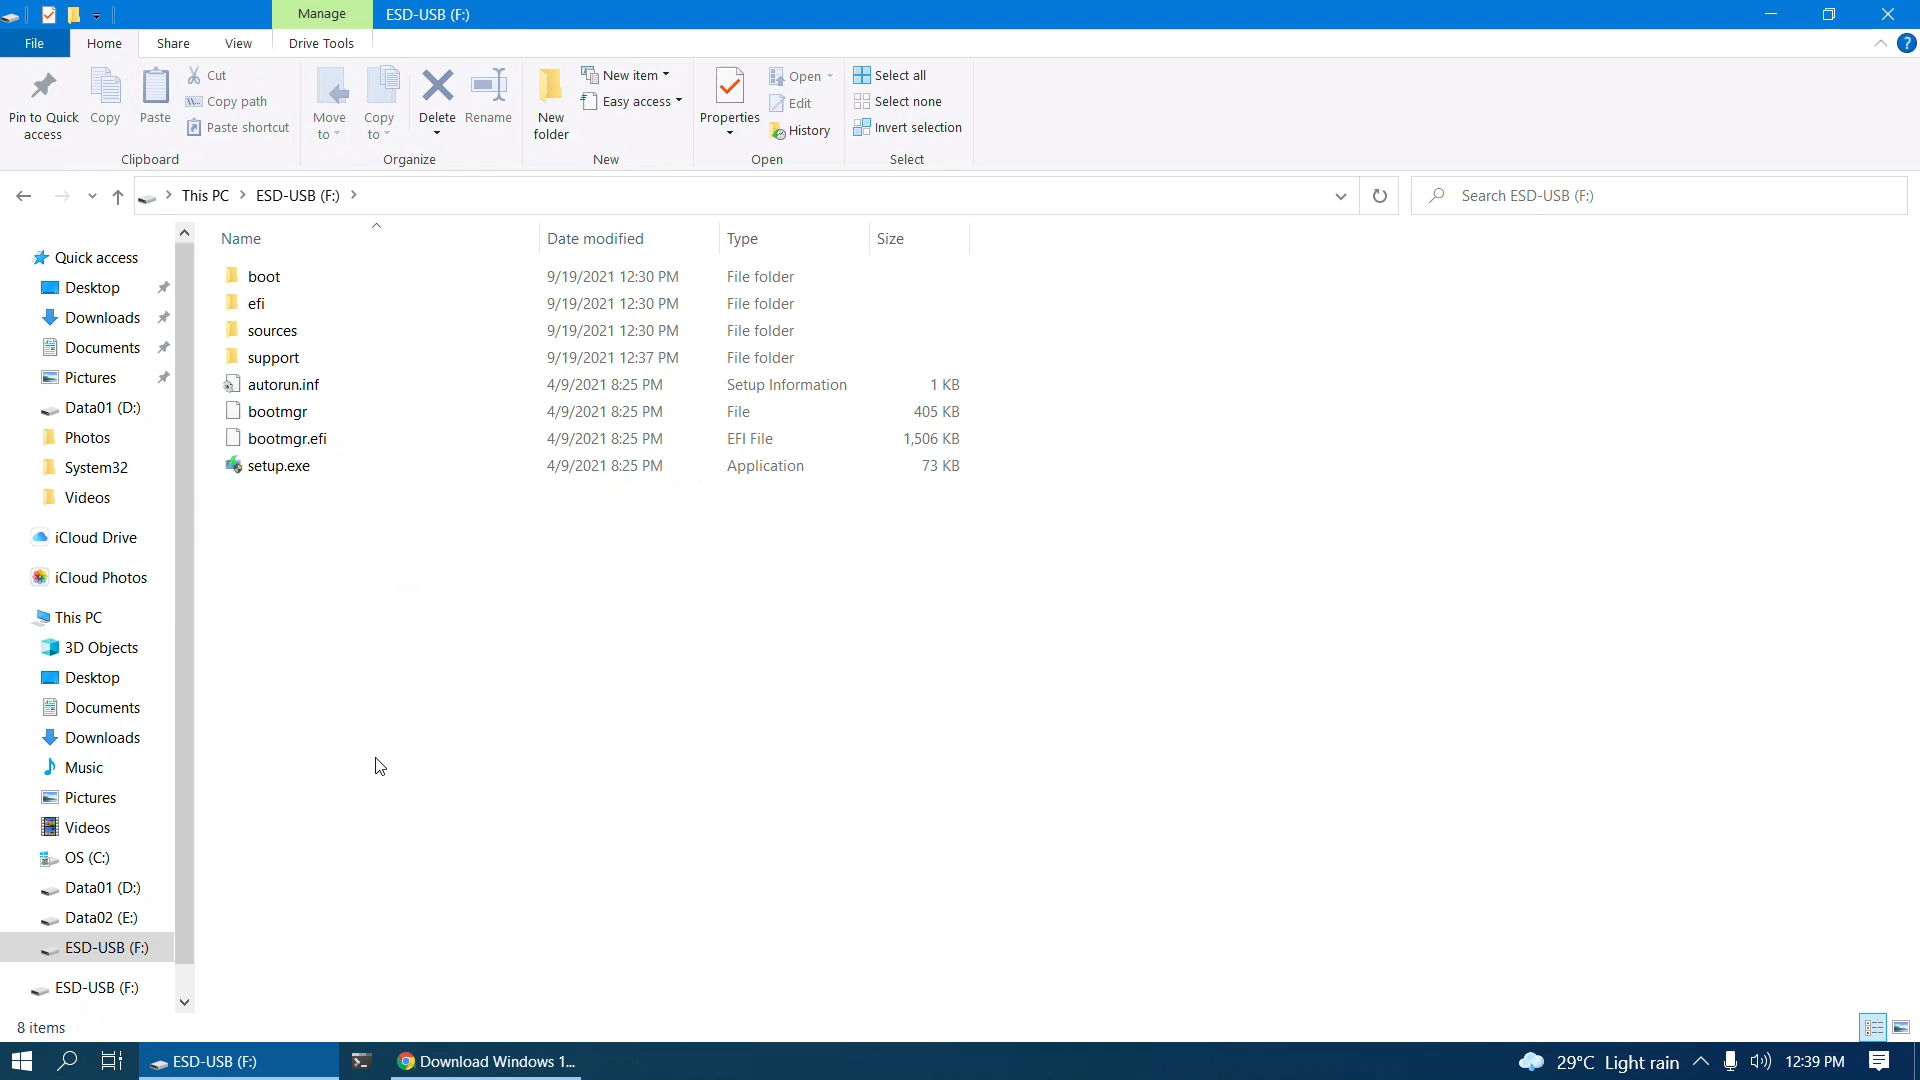 Manage
ESD-USB (F:)
File
Home
Share
View
Drive Tools
?
Pin to Quick access
Copy
Paste
Cut
Copy path
Paste shortcut
Clipboard
Move to
Copy to
Delete
Rename
Organize
New folder
New item
Easy access
New
Properties
Open
Edit
History
Open
Select all
Select none
Invert selection
Select
This PC
ESD-USB (F:)
Search ESD-USB (F:)
Name
Date modified
Type
Size
boot 9/19/2021 12:30 PM File folder
efi 9/19/2021 12:30 PM File folder
sources 9/19/2021 12:30 PM File folder
support 9/19/2021 12:37 PM File folder
autorun.inf 4/9/2021 8:25 PM Setup Information 1 KB
bootmgr 4/9/2021 8:25 PM File 405 KB
bootmgr.efi 4/9/2021 8:25 PM EFI File 1,506 KB
setup.exe 4/9/2021 8:25 PM Application 73 KB
Quick access
Desktop
Downloads
Documents
Pictures
Data01 (D:)
Photos
System32
Videos
iCloud Drive
iCloud Photos
This PC
3D Objects
Desktop
Documents
Downloads
Music
Pictures
Videos
OS (C:)
Data01 (D:)
Data02 (E:)
ESD-USB (F:)
ESD-USB (F:)
8 items
ESD-USB (F:)
Download Windows 1...
29°C Light rain
12:39 PM